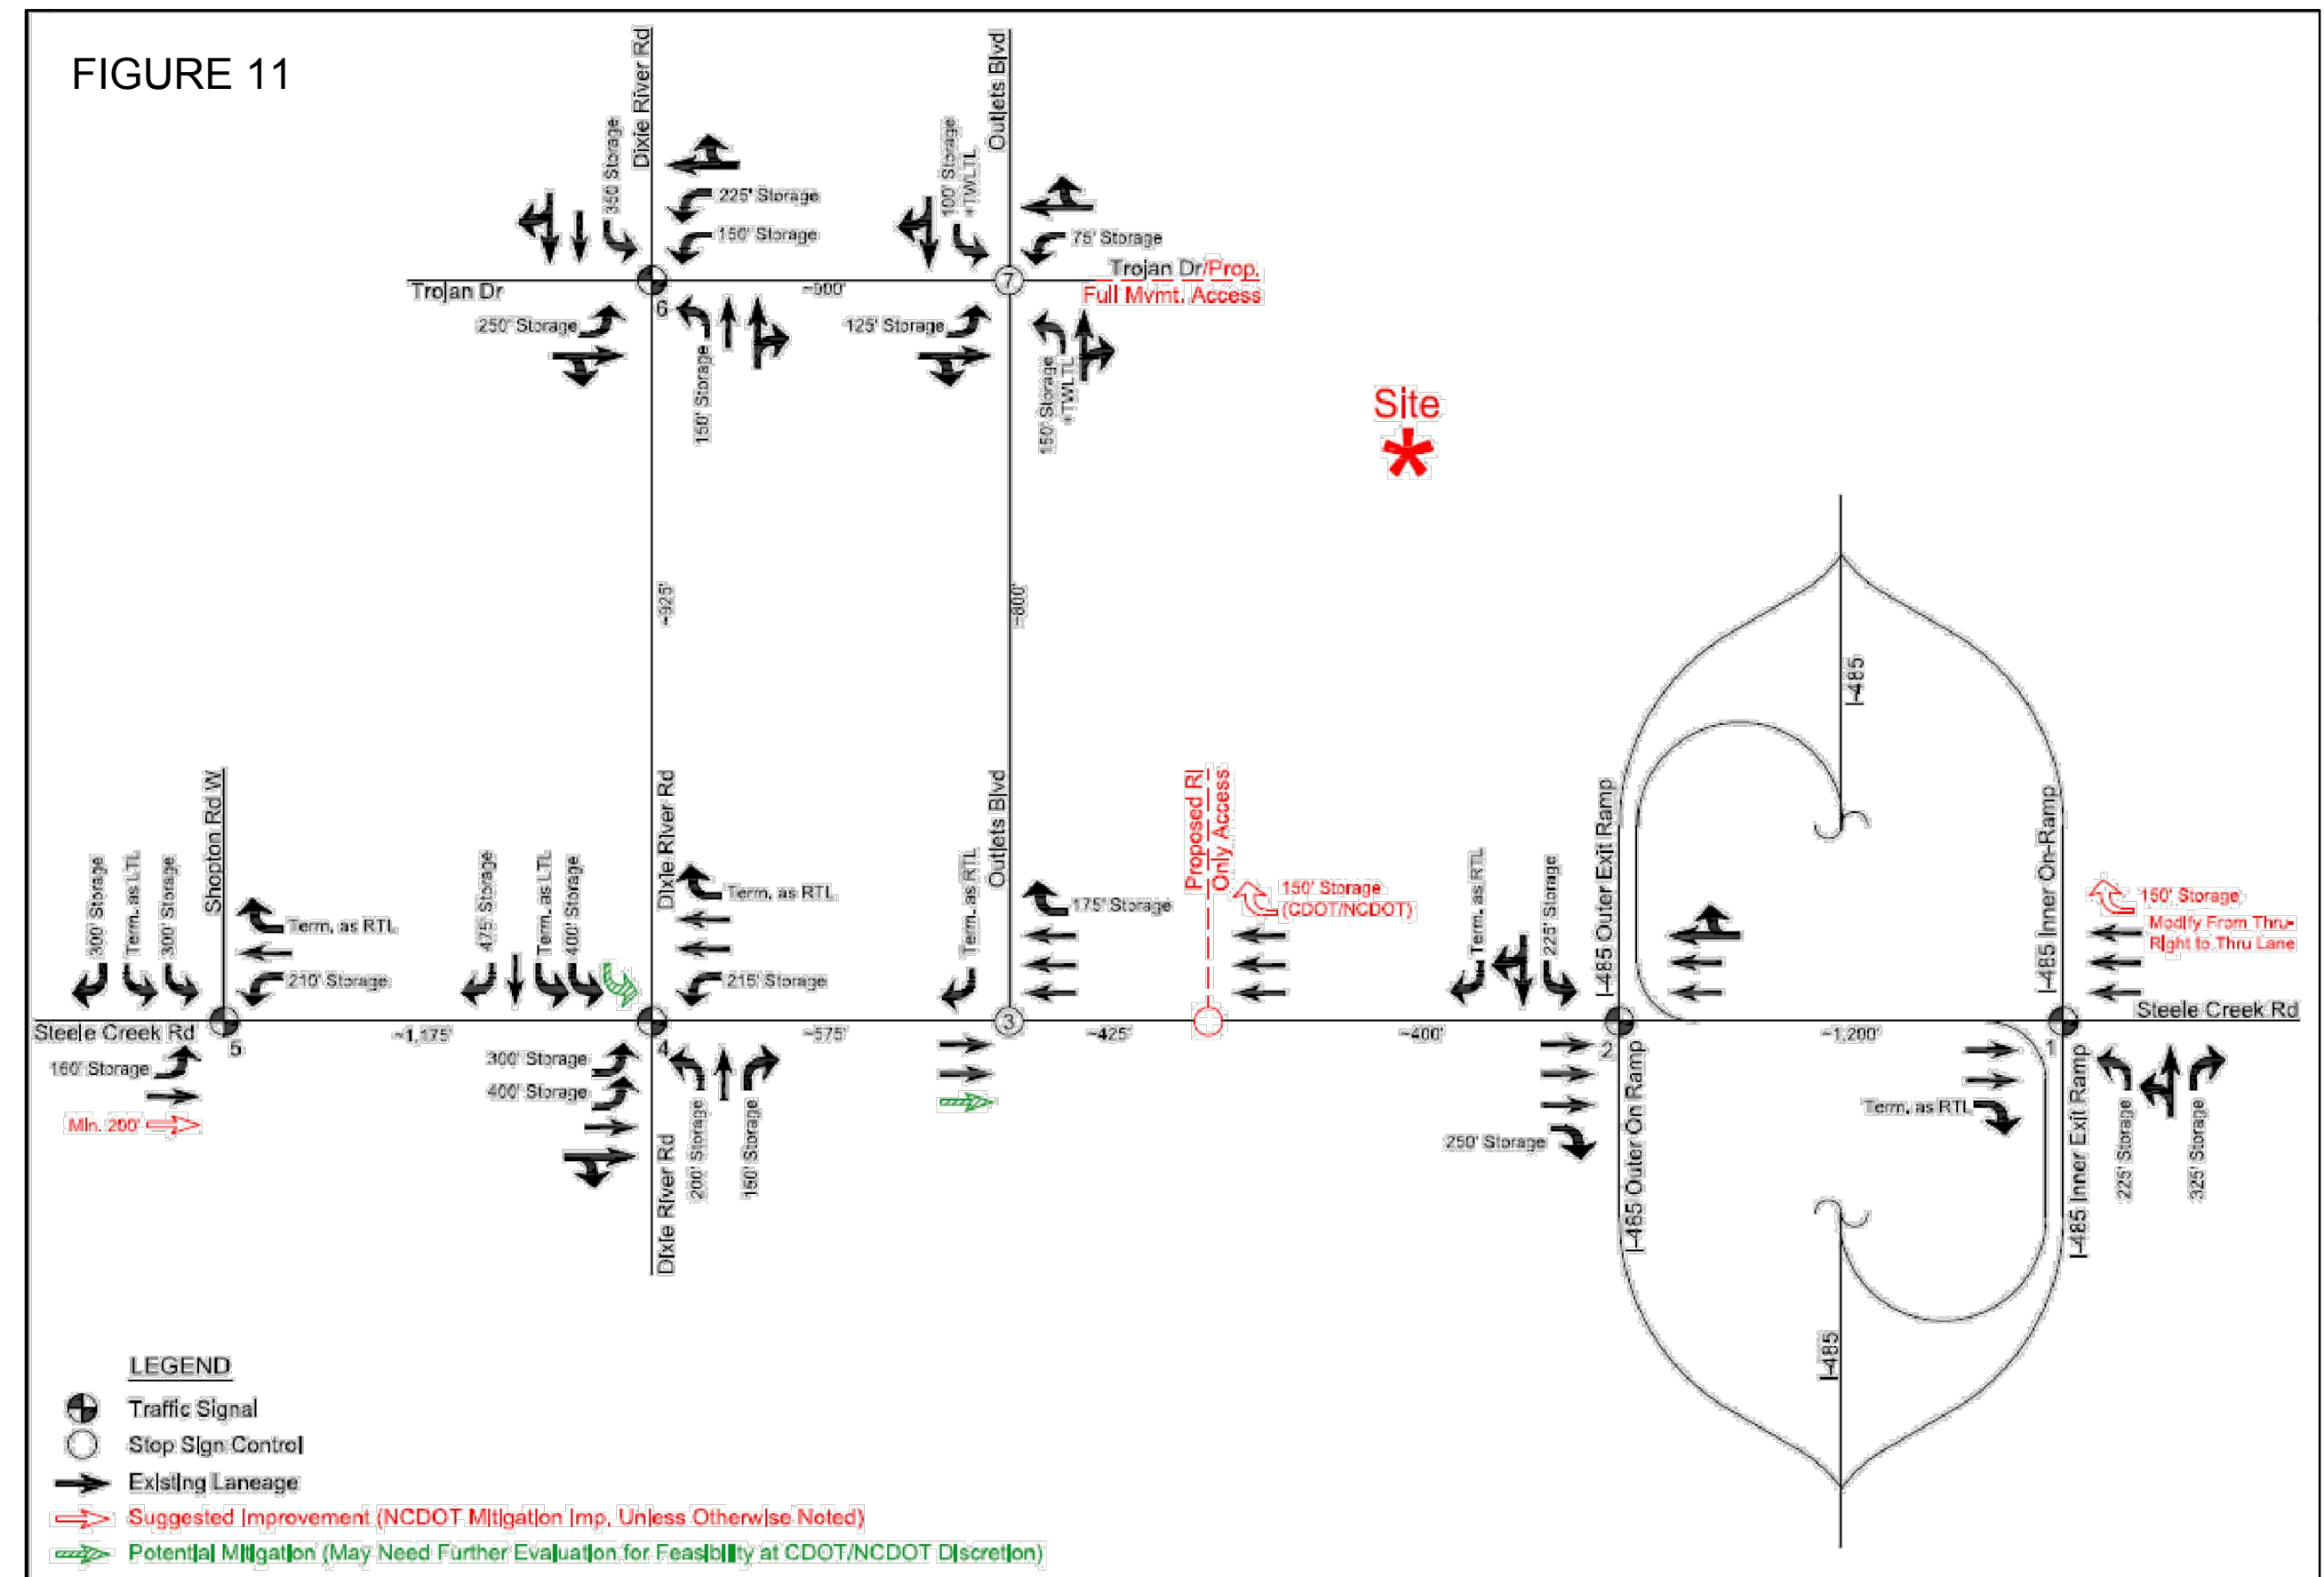 FIGURE 11
Dixie River Rd
Outlets Blvd
350 Storage
225' Storage
150' Storage
100' Storage
+TWLTL
75' Storage
Trojan Dr/Prop.
Full Mvmt. Access
Trojan Dr
~900'
6
7
250' Storage
125' Storage
150' Storage
150' Storage
+TWLTL
Site
*
~925'
~800'
I-485
Shopton Rd W
Dixie River Rd
Outlets Blvd
Proposed RI
Only Access
I-485 Outer Exit Ramp
I-485 Inner On-Ramp
300' Storage
Term. as LTL
300' Storage
Term. as RTL
210' Storage
475' Storage
Term. as LTL
400' Storage
Term. as RTL
215' Storage
Term. as RTL
175' Storage
150' Storage
(CDOT/NCDOT)
Term. as RTL
225' Storage
150' Storage
Modify From Thru-
Right to Thru Lane
Steele Creek Rd
Steele Creek Rd
5
~1,175'
4
~575'
3
~425'
~400'
2
~1,200'
1
160' Storage
Min. 200'
300' Storage
400' Storage
200' Storage
150' Storage
Dixie River Rd
250' Storage
I-485 Outer On Ramp
Term. as RTL
I-485 Inner Exit Ramp
225' Storage
325' Storage
I-485
LEGEND
Traffic Signal
Stop Sign Control
Existing Laneage
Suggested Improvement (NCDOT Mitigation Imp. Unless Otherwise Noted)
Potential Mitigation (May Need Further Evaluation for Feasibility at CDOT/NCDOT Discretion)